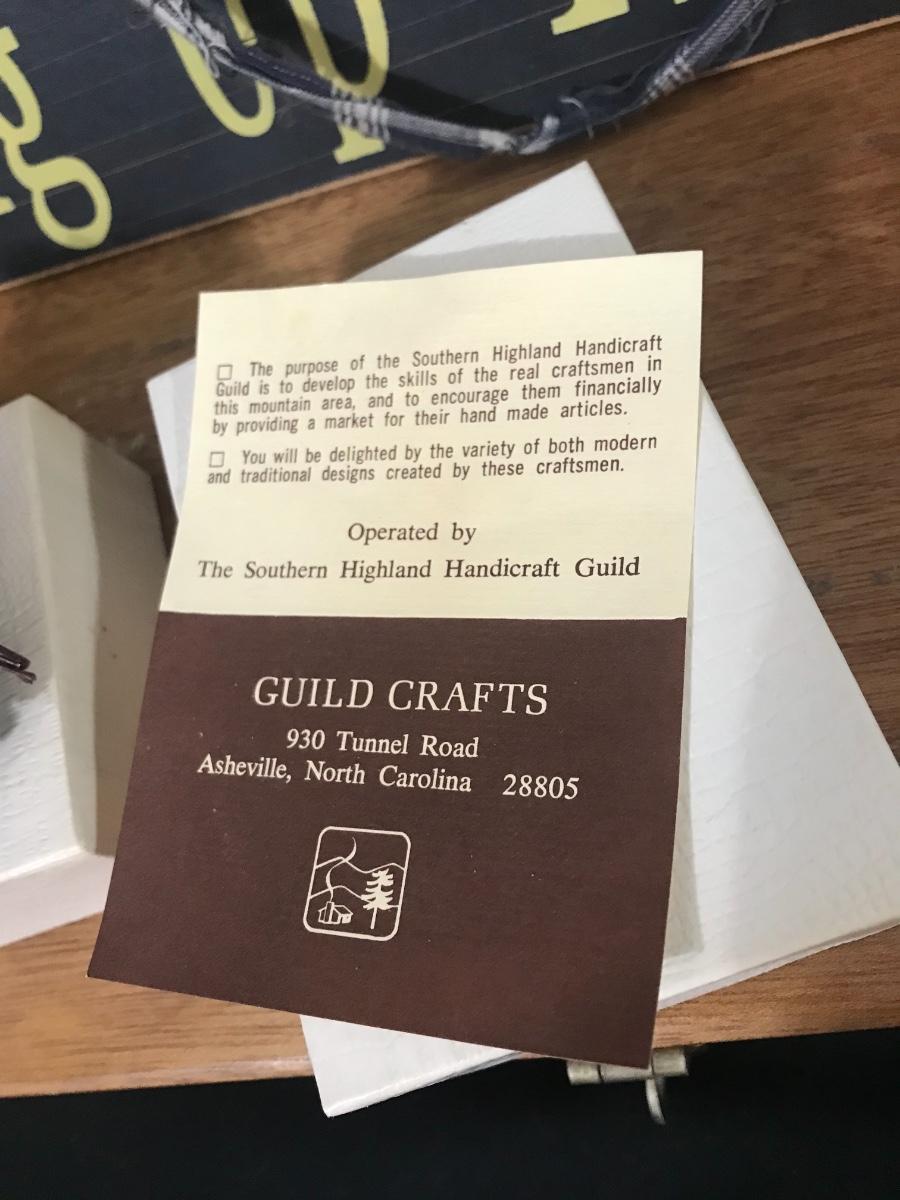 ☐ The purpose of the Southern Highland Handicraft
Guild is to develop the skills of the real craftsmen in
this mountain area, and to encourage them financially
by providing a market for their hand made articles.
☐ You will be delighted by the variety of both modern
and traditional designs created by these craftsmen.
Operated by
The Southern Highland Handicraft Guild
GUILD CRAFTS
930 Tunnel Road
Asheville, North Carolina 28805